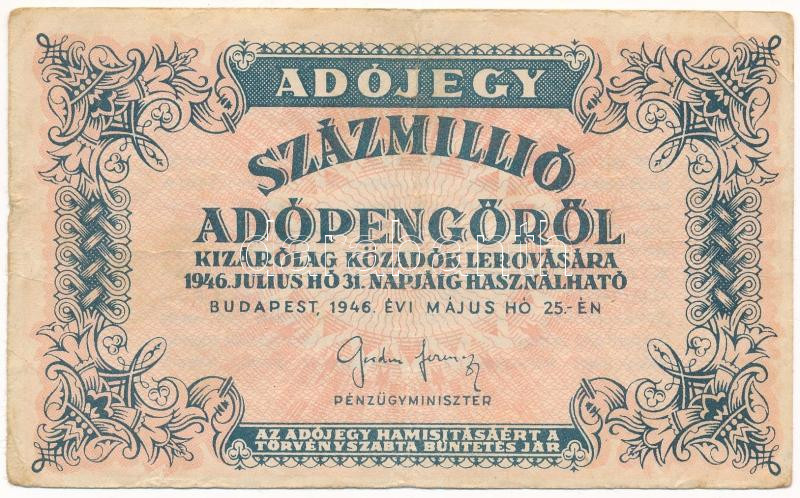 ADÓJEGY
SZÁZMILLIÓ
ADÓPENGŐRŐL
KIZÁRÓLAG KÖZADÓK LEROVÁSÁRA
1946. JULIUS HÓ 31. NAPJÁIG HASZNÁLHATÓ
BUDAPEST, 1946. ÉVI MÁJUS HÓ 25.-ÉN
PÉNZÜGYMINISZTER
AZ ADÓJEGY HAMISITÁSÁÉRT A
TÖRVÉNYSZABTA BÜNTETÉS JÁR